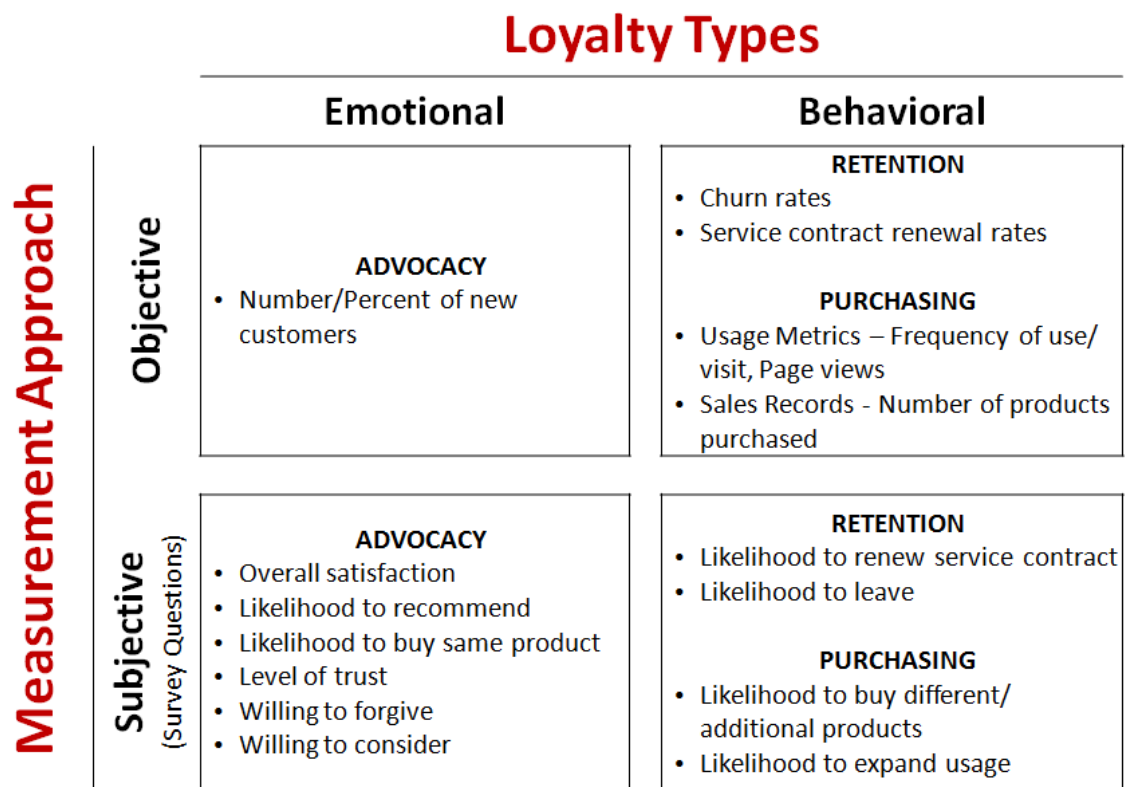 Loyalty Types
Emotional
Behavioral
Measurement Approach
Objective
ADVOCACY
• Number/Percent of new
customers
RETENTION
• Churn rates
• Service contract renewal rates
PURCHASING
• Usage Metrics – Frequency of use/
visit, Page views
• Sales Records - Number of products
purchased
Subjective
(Survey Questions)
ADVOCACY
• Overall satisfaction
• Likelihood to recommend
• Likelihood to buy same product
• Level of trust
• Willing to forgive
• Willing to consider
RETENTION
• Likelihood to renew service contract
• Likelihood to leave
PURCHASING
• Likelihood to buy different/
additional products
• Likelihood to expand usage